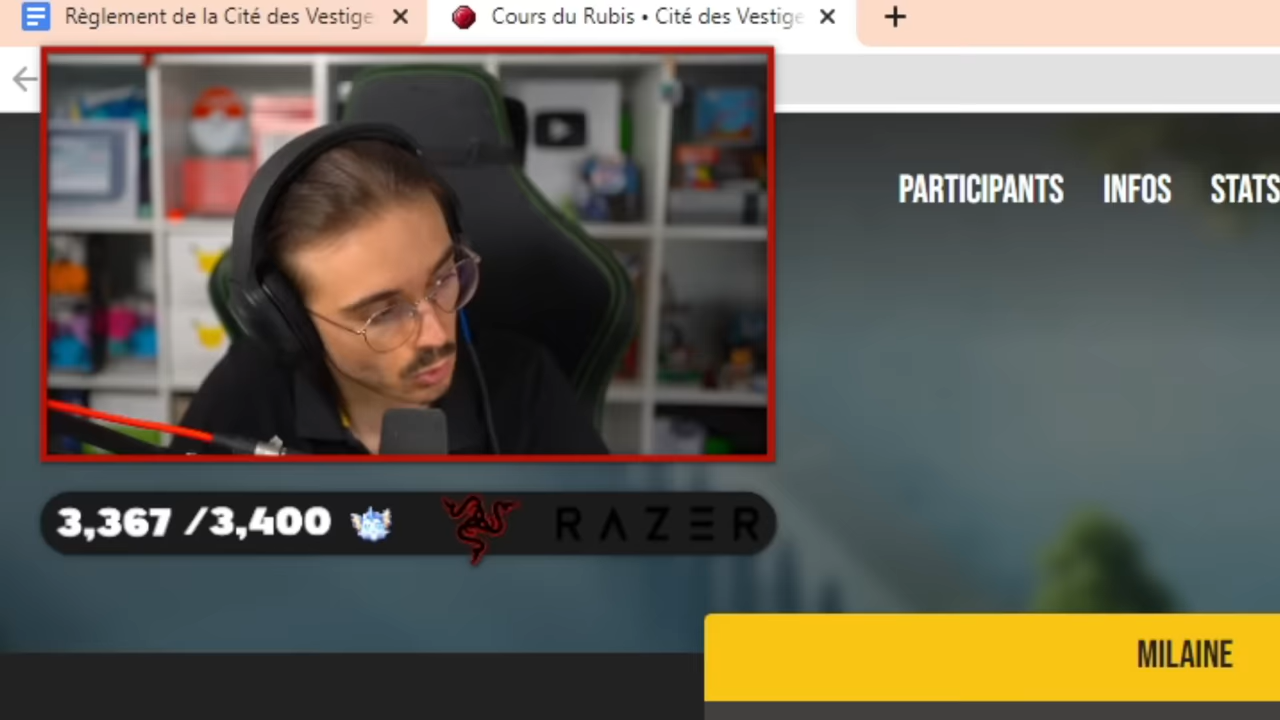 Règlement de la Cité des Vestige
Cours du Rubis • Cité des Vestige
PARTICIPANTS INFOS STATS
3,367 /3,400 RAZER
MILAINE